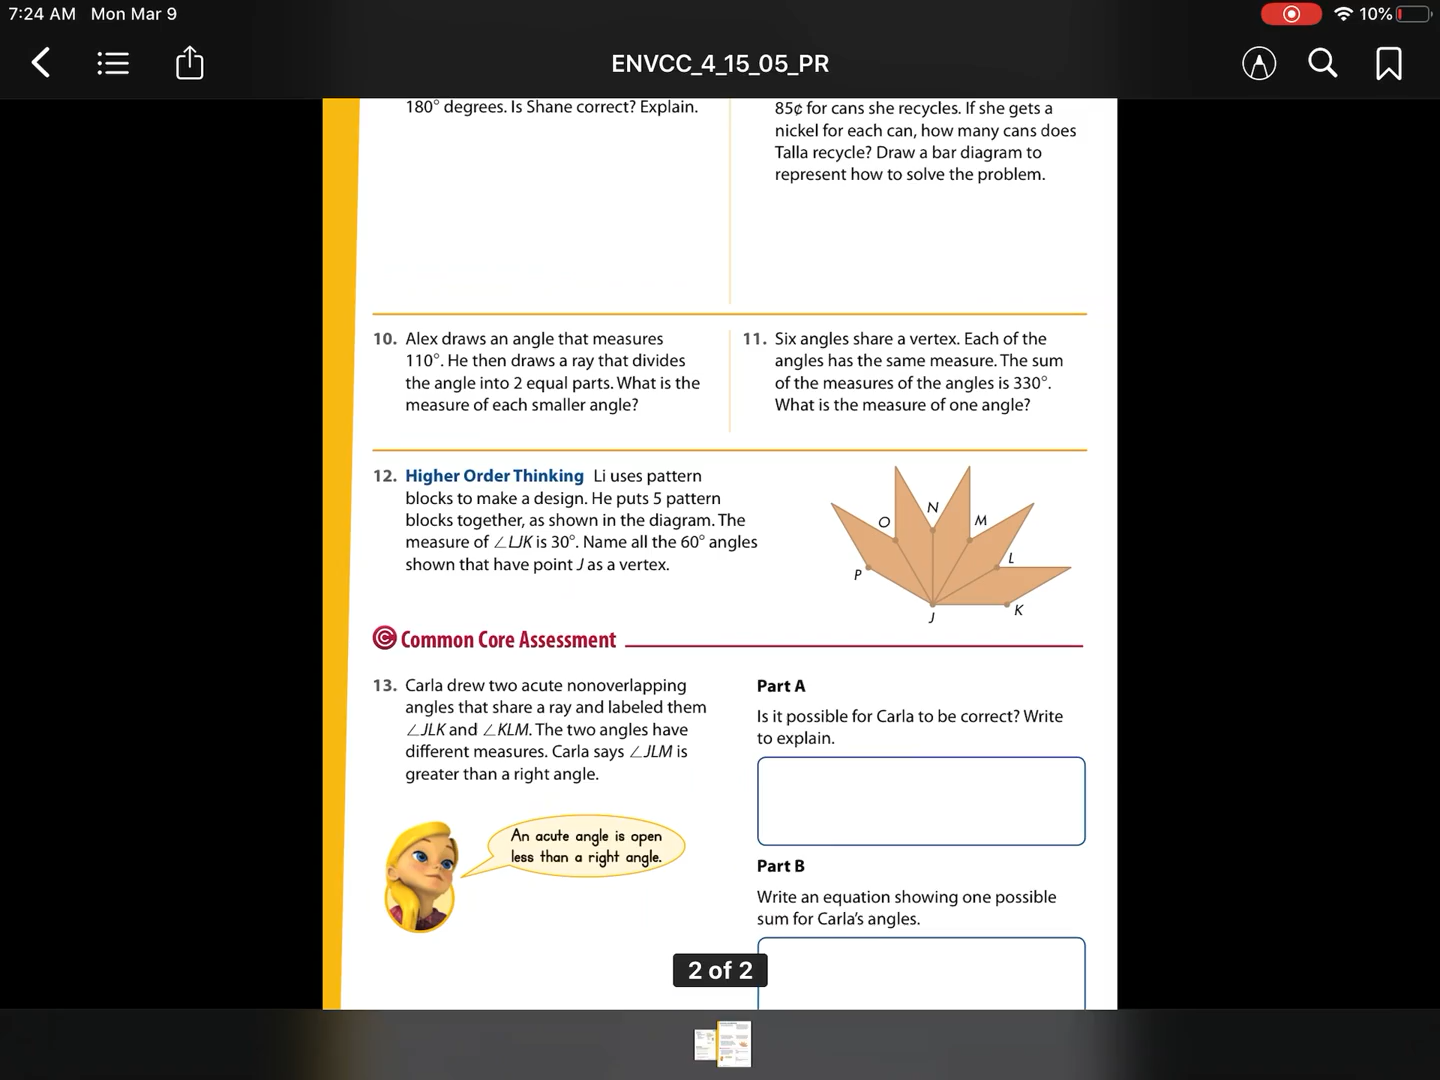 7:24 AM Mon Mar 9
10%
ENVCC_4_15_05_PR
180° degrees. Is Shane correct? Explain.
85¢ for cans she recycles. If she gets a
nickel for each can, how many cans does
Talla recycle? Draw a bar diagram to
represent how to solve the problem.
10. Alex draws an angle that measures
110°. He then draws a ray that divides
the angle into 2 equal parts. What is the
measure of each smaller angle?
11. Six angles share a vertex. Each of the
angles has the same measure. The sum
of the measures of the angles is 330°.
What is the measure of one angle?
12. Higher Order Thinking Li uses pattern
blocks to make a design. He puts 5 pattern
blocks together, as shown in the diagram. The
measure of ∠LJK is 30°. Name all the 60° angles
shown that have point J as a vertex.
N
O
M
L
P
K
J
© Common Core Assessment
13. Carla drew two acute nonoverlapping
angles that share a ray and labeled them
∠JLK and ∠KLM. The two angles have
different measures. Carla says ∠JLM is
greater than a right angle.
An acute angle is open
less than a right angle.
Part A
Is it possible for Carla to be correct? Write
to explain.
Part B
Write an equation showing one possible
sum for Carla's angles.
2 of 2